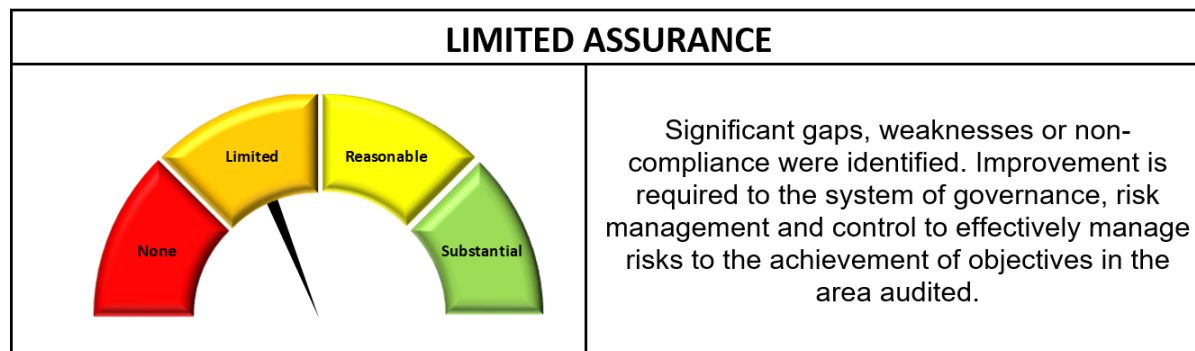 LIMITED ASSURANCE
Limited
Reasonable
None
Substantial
Significant gaps, weaknesses or non-
compliance were identified. Improvement is
required to the system of governance, risk
management and control to effectively manage
risks to the achievement of objectives in the
area audited.